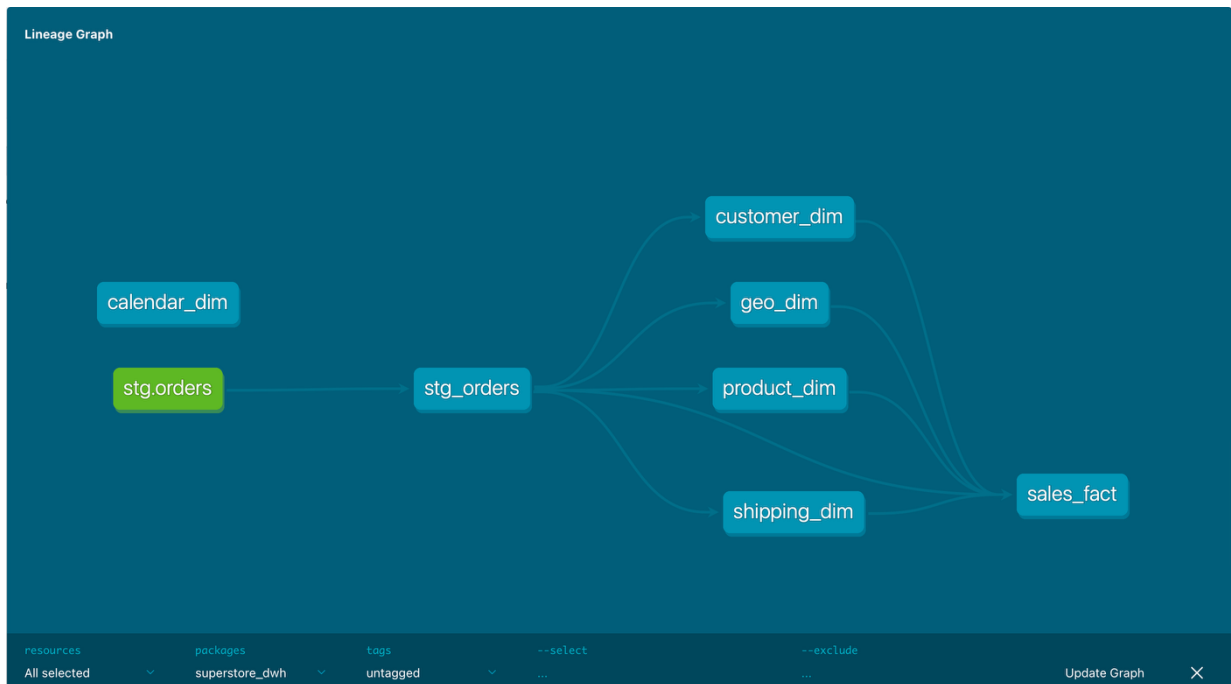 Lineage Graph
customer_dim
calendar_dim
geo_dim
stg.orders
stg_orders
product_dim
sales_fact
shipping_dim
resources packages tags --select --exclude
All selected superstore_dwh untagged ... ... Update Graph